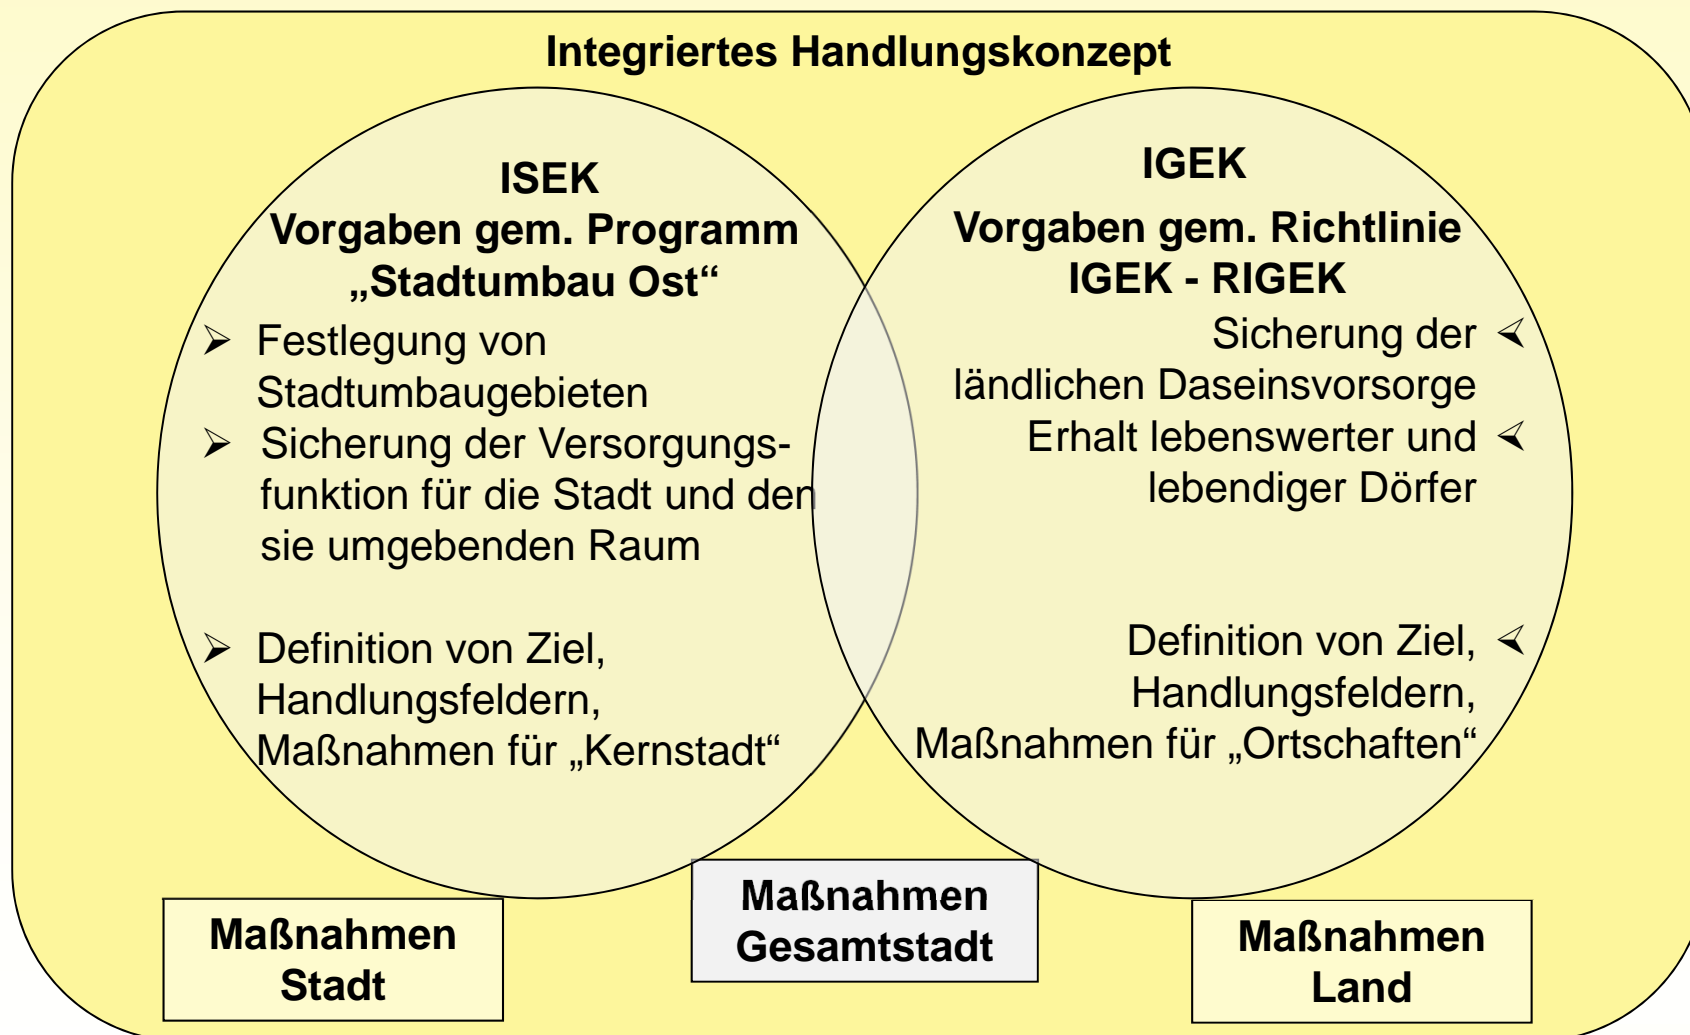 Integriertes Handlungskonzept
ISEK
Vorgaben gem. Programm
„Stadtumbau Ost“
➢ Festlegung von
Stadtumbaugebieten
➢ Sicherung der Versorgungs-
funktion für die Stadt und den
sie umgebenden Raum
➢ Definition von Ziel,
Handlungsfeldern,
Maßnahmen für „Kernstadt“
IGEK
Vorgaben gem. Richtlinie
IGEK - RIGEK
Sicherung der
ländlichen Daseinsvorsorge
Erhalt lebenswerter und
lebendiger Dörfer
Definition von Ziel,
Handlungsfeldern,
Maßnahmen für „Ortschaften“
Maßnahmen
Stadt
Maßnahmen
Gesamtstadt
Maßnahmen
Land